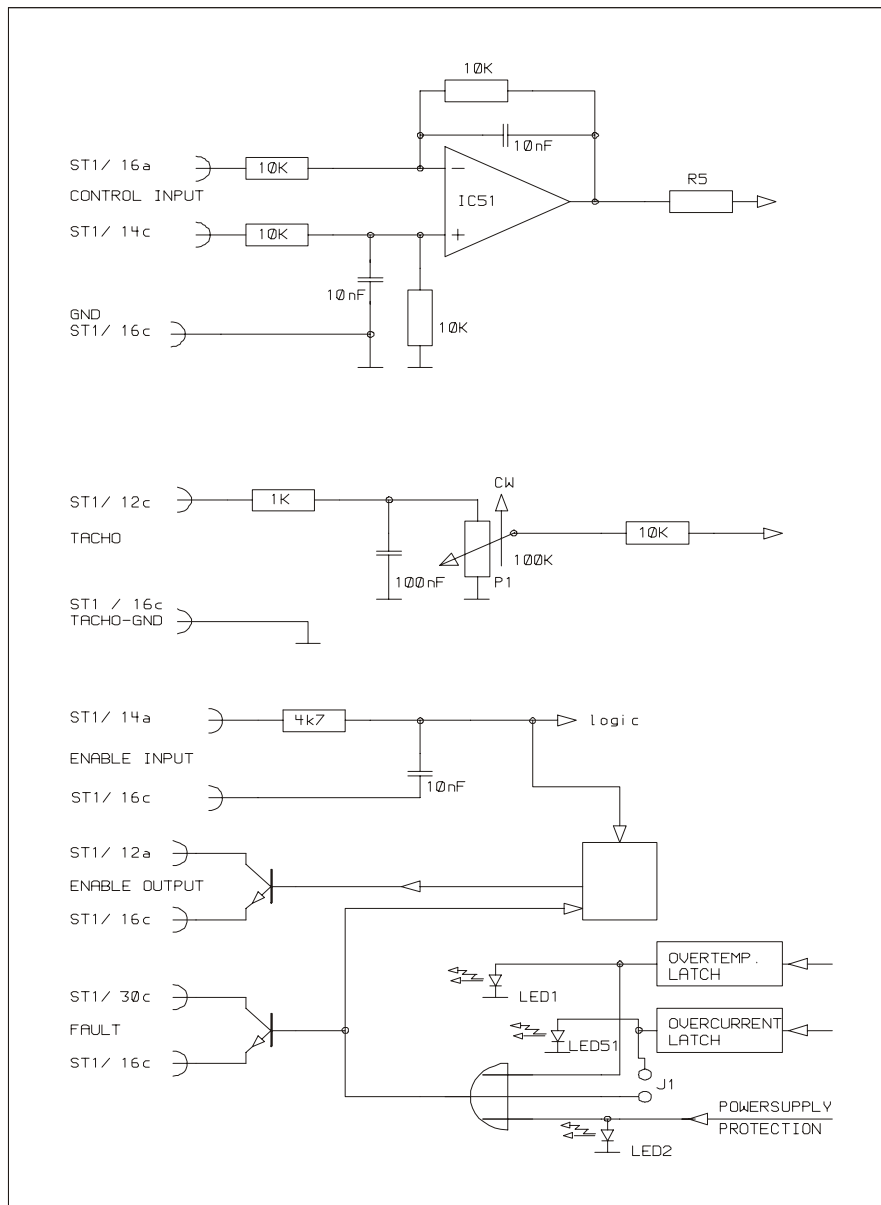 10K
10nF
ST1/ 16a
10K
CONTROL INPUT
IC51
R5
ST1/ 14c
10K
10nF
10K
GND
ST1/ 16c
ST1/ 12c
1K
CW
TACHO
10K
100nF
100K
P1
ST1 / 16c
TACHO-GND
ST1/ 14a
4k7
logic
ENABLE INPUT
10nF
ST1/ 16c
ST1/ 12a
ENABLE OUTPUT
ST1/ 16c
OVERTEMP.
LATCH
LED1
ST1/ 30c
FAULT
OVERCURRENT
LATCH
LED51
ST1/ 16c
J1
POWERSUPPLY
PROTECTION
LED2